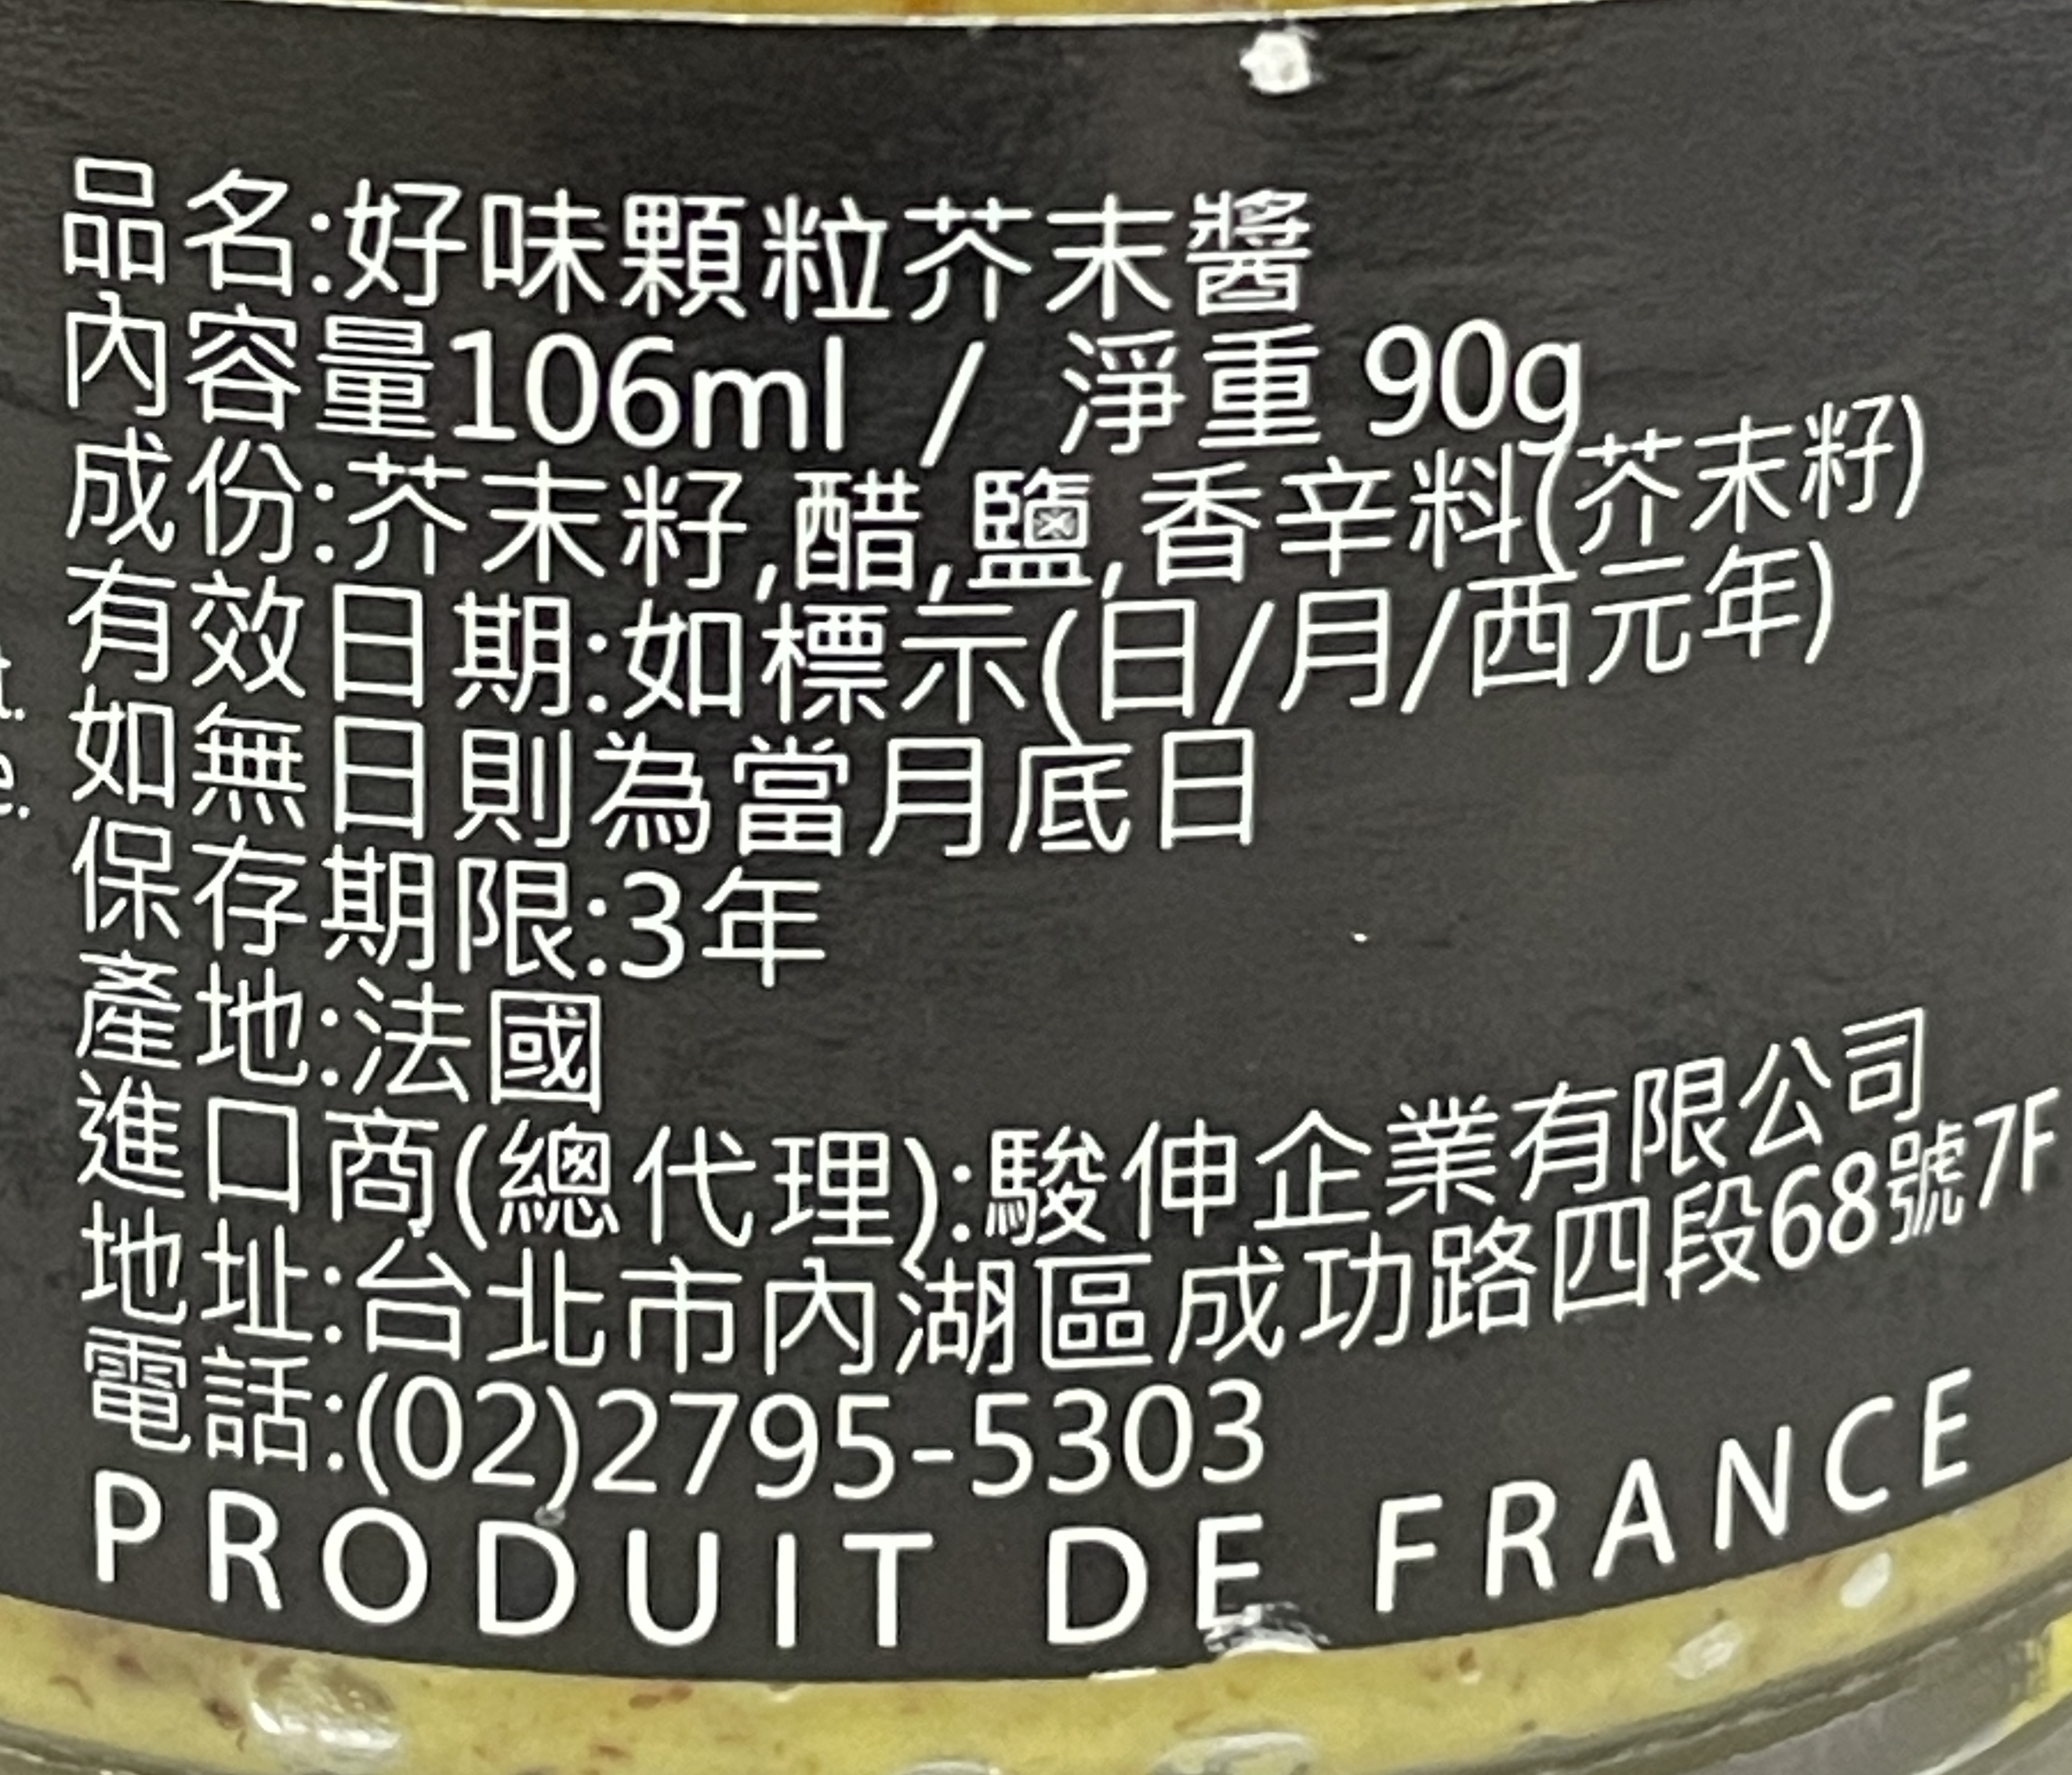 品名:好味顆粒芥末醬
內容量106ml / 淨重 90g
成份:芥末籽,醋,鹽,香辛料(芥末籽)
有效日期:如標示(日/月/西元年)
如無日則為當月底日
保存期限:3年
產地:法國
進口商(總代理):駿伸企業有限公司
地址:台北市內湖區成功路四段68號7F
電話:(02)2795-5303
PRODUIT DE FRANCE